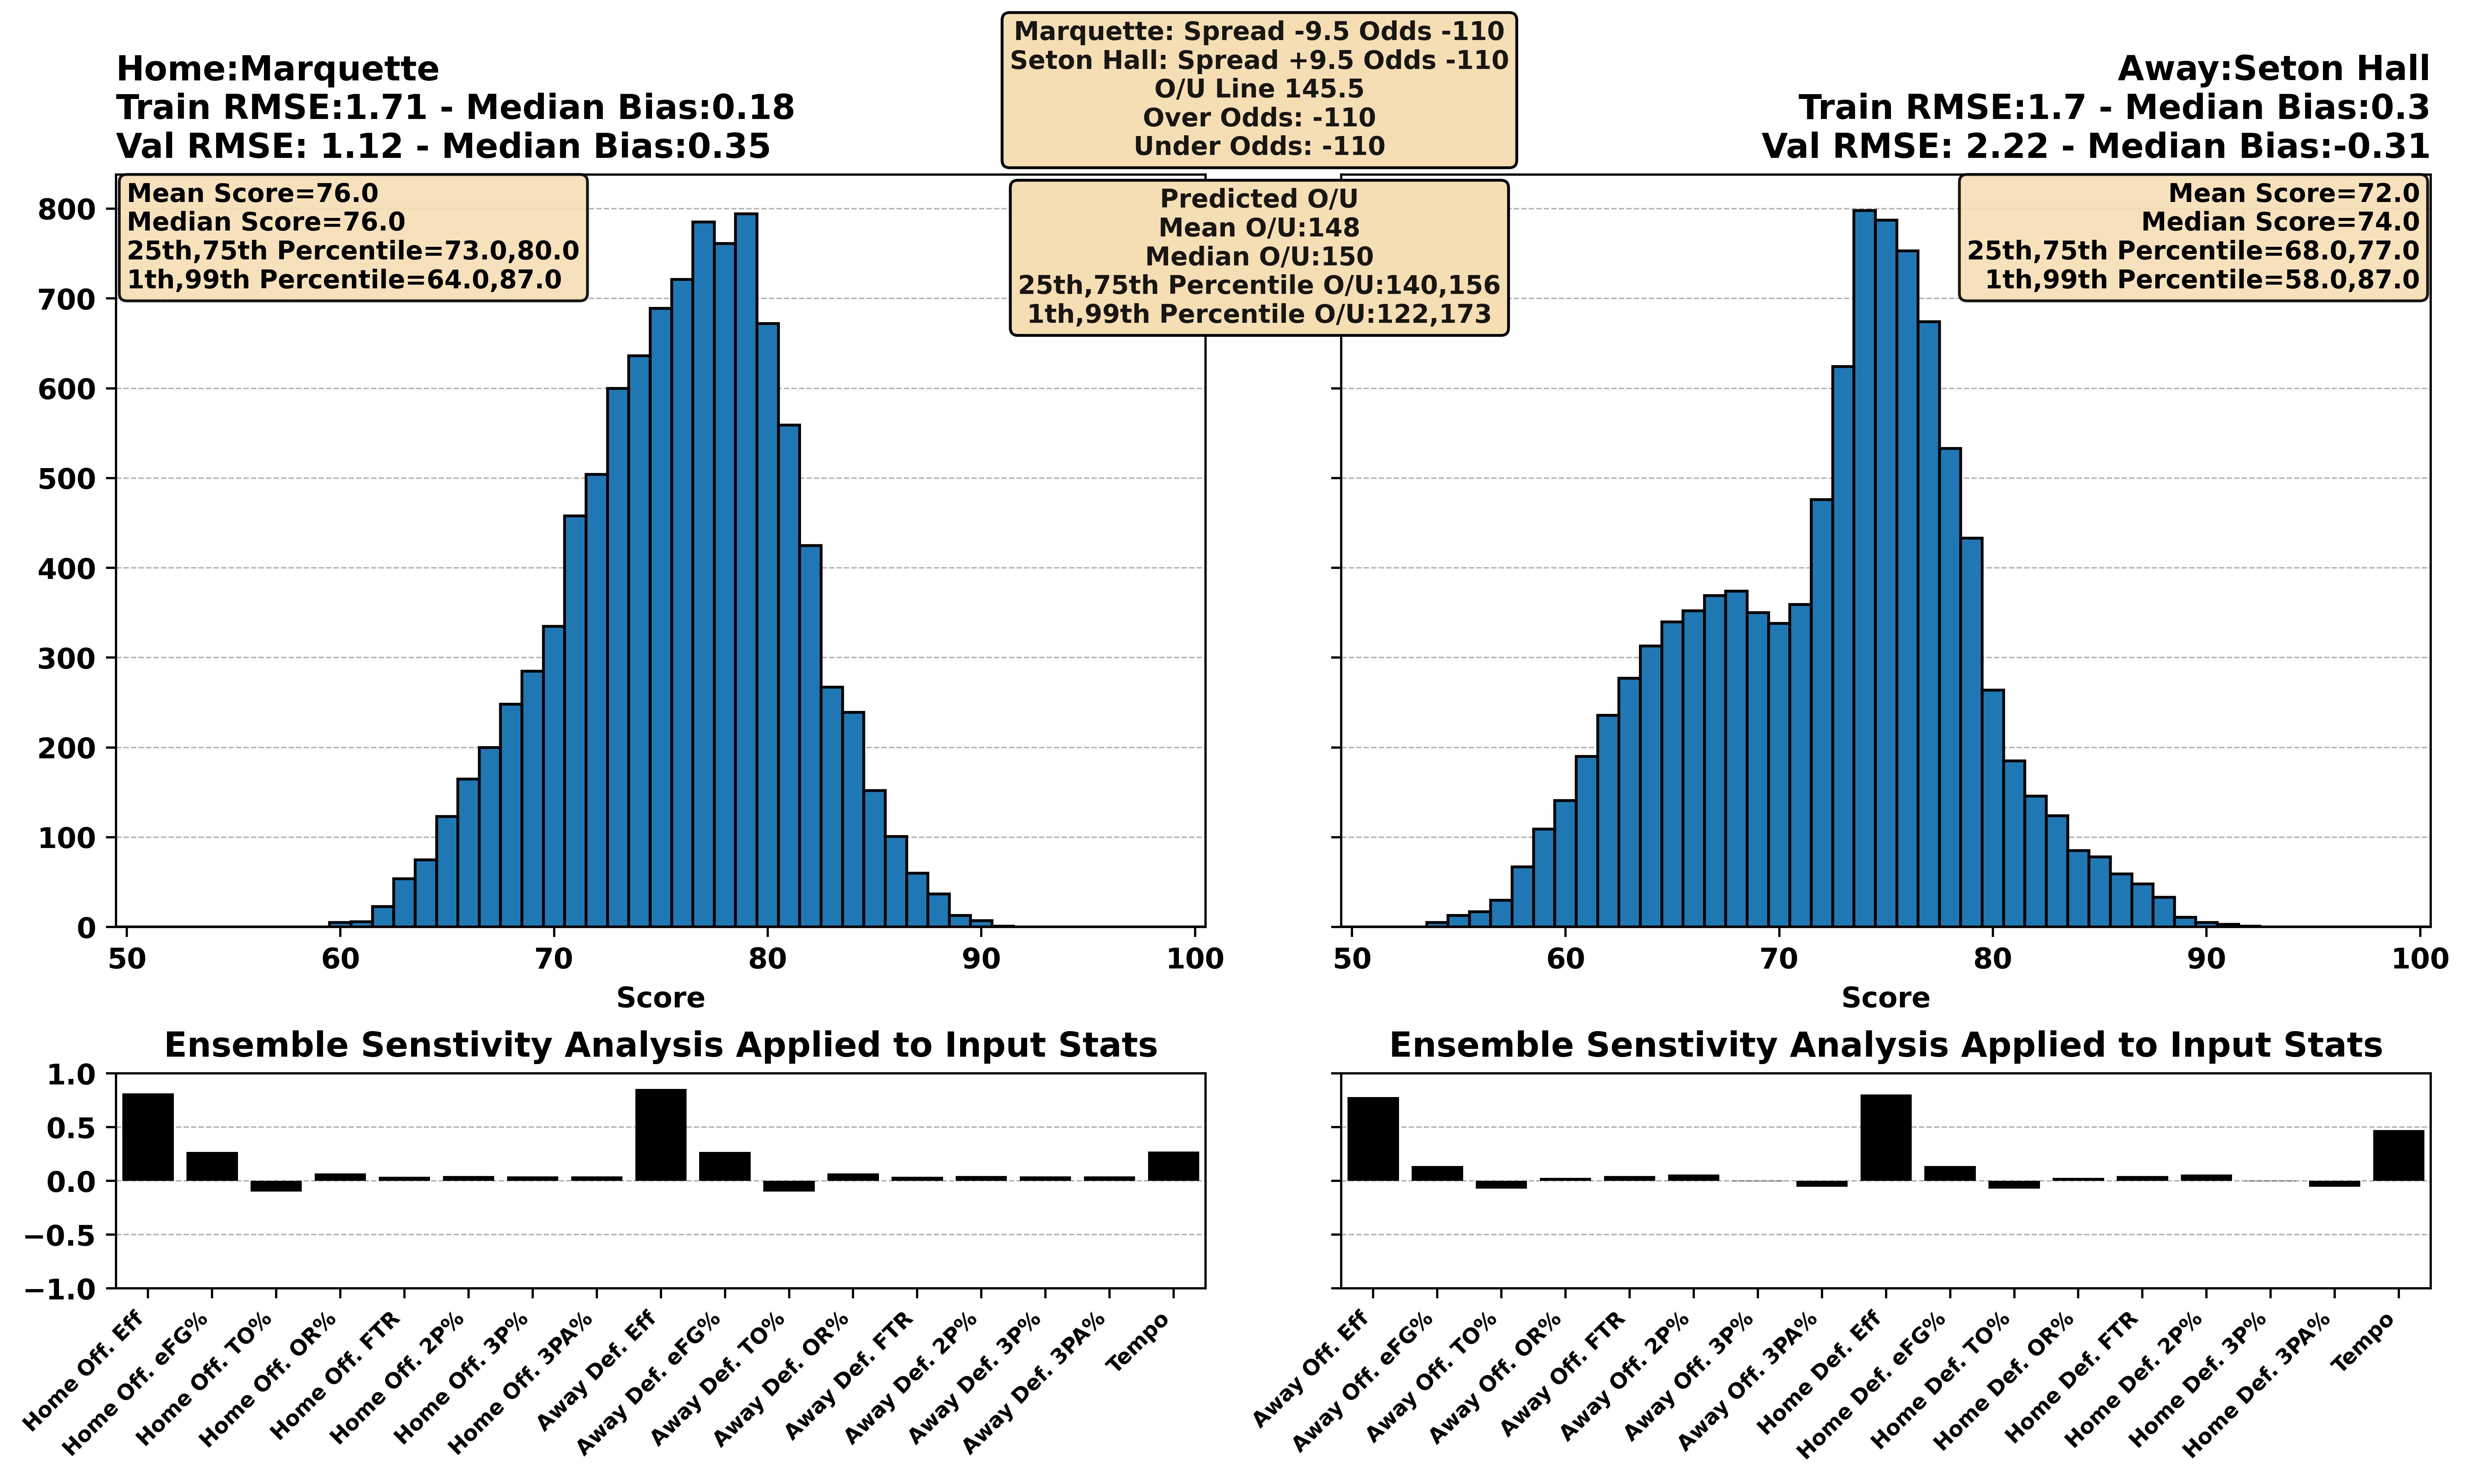 Marquette: Spread -9.5 Odds -110
Seton Hall: Spread +9.5 Odds -110
O/U Line 145.5
Over Odds: -110
Under Odds: -110
Home:Marquette
Train RMSE:1.71 - Median Bias:0.18
Val RMSE: 1.12 - Median Bias:0.35
Away:Seton Hall
Train RMSE:1.7 - Median Bias:0.3
Val RMSE: 2.22 - Median Bias:-0.31
Mean Score=76.0
Median Score=76.0
25th,75th Percentile=73.0,80.0
1th,99th Percentile=64.0,87.0
Predicted O/U
Mean O/U:148
Median O/U:150
25th,75th Percentile O/U:140,156
1th,99th Percentile O/U:122,173
Mean Score=72.0
Median Score=74.0
25th,75th Percentile=68.0,77.0
1th,99th Percentile=58.0,87.0
800
700
600
500
400
300
200
100
0
50 60 70 80 90 100
Score
50 60 70 80 90 100
Score
Ensemble Senstivity Analysis Applied to Input Stats
1.0
0.5
0.0
−0.5
−1.0
Home Off. Eff
Home Off. eFG%
Home Off. TO%
Home Off. OR%
Home Off. FTR
Home Off. 2P%
Home Off. 3P%
Home Off. 3PA%
Away Def. Eff
Away Def. eFG%
Away Def. TO%
Away Def. OR%
Away Def. FTR
Away Def. 2P%
Away Def. 3P%
Away Def. 3PA%
Tempo
Ensemble Senstivity Analysis Applied to Input Stats
Away Off. Eff
Away Off. eFG%
Away Off. TO%
Away Off. OR%
Away Off. FTR
Away Off. 2P%
Away Off. 3P%
Away Off. 3PA%
Home Def. Eff
Home Def. eFG%
Home Def. TO%
Home Def. OR%
Home Def. FTR
Home Def. 2P%
Home Def. 3P%
Home Def. 3PA%
Tempo